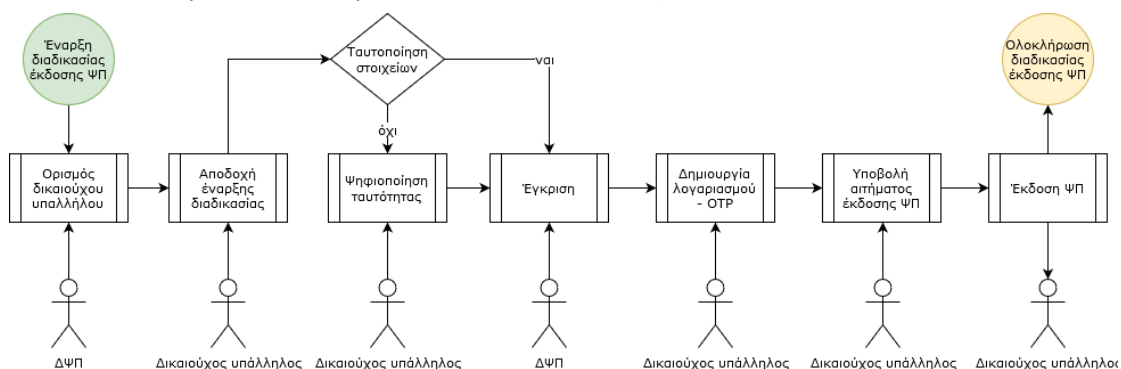 Έναρξη
διαδικασίας
έκδοσης ΨΠ
Ταυτοποίηση
στοιχείων
ναι
όχι
Ολοκλήρωση
διαδικασίας
έκδοσης ΨΠ
Ορισμός
δικαιούχου
υπαλλήλου
Αποδοχή
έναρξης
διαδικασίας
Ψηφιοποίηση
ταυτότητας
Έγκριση
Δημιουργία
λογαριασμού
- OTP
Υποβολή
αιτήματος
έκδοσης ΨΠ
Έκδοση ΨΠ
ΔΨΠ
Δικαιούχος υπάλληλος
Δικαιούχος υπάλληλος
ΔΨΠ
Δικαιούχος υπάλληλος
Δικαιούχος υπάλληλος
Δικαιούχος υπάλληλος